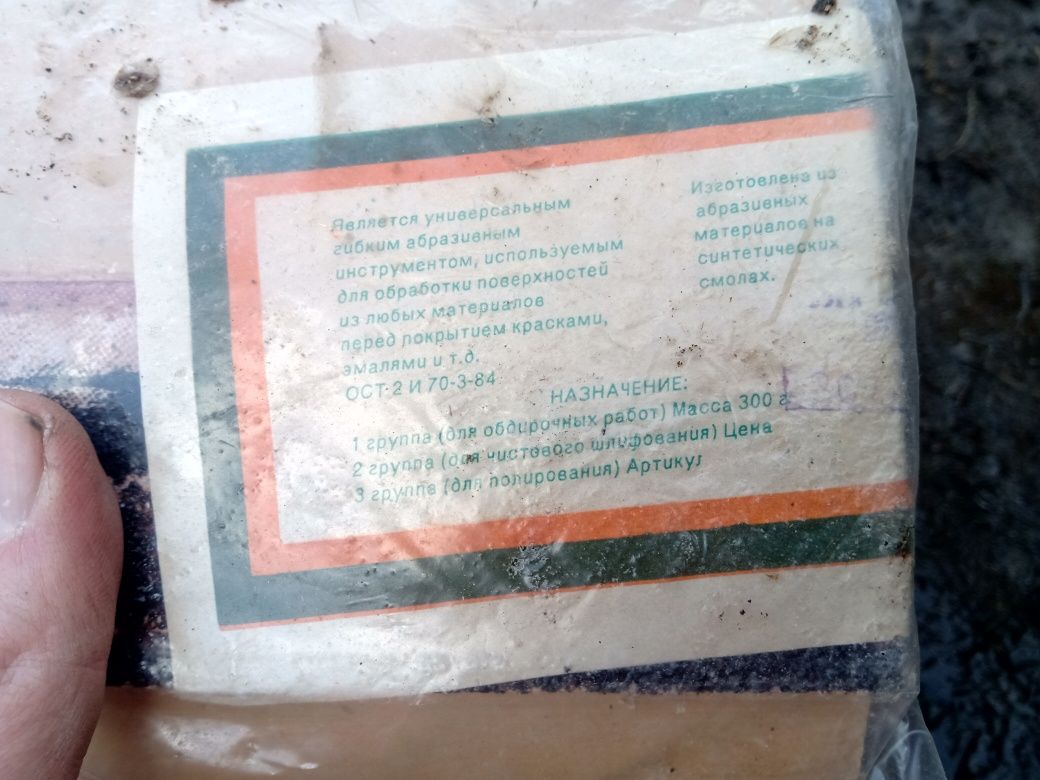 Является универсальным
гибким абразивным
инструментом, используемым
для обработки поверхностей
из любых материалов
перед покрытием красками,
эмалями и т.д.
ОСТ 2 И 70-3-84
Изготовлена из
абразивных
материалов на
синтетических
смолах.
НАЗНАЧЕНИЕ:
1 группа (для обдирочных работ) Масса 300 г
2 группа (для чистового шлифования) Цена
3 группа (для полирования) Артикул